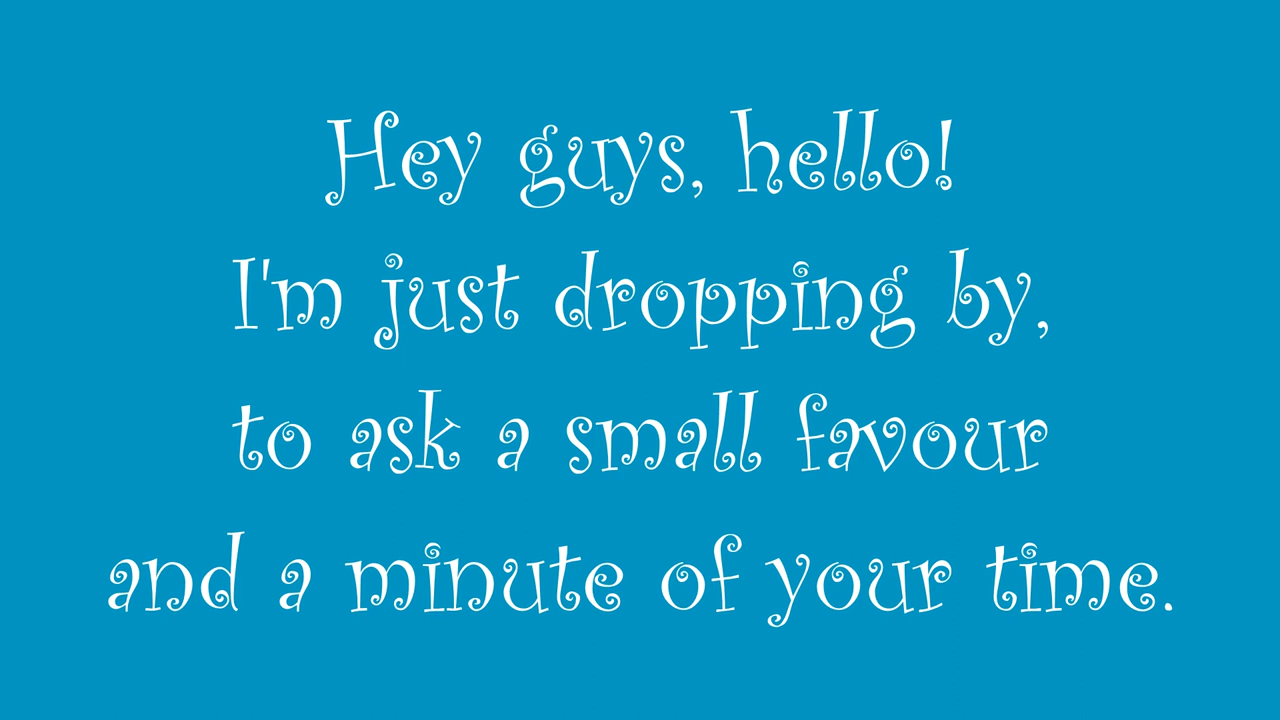 Hey guys, hello!
I'm just dropping by,
to ask a small favour
and a minute of your time.